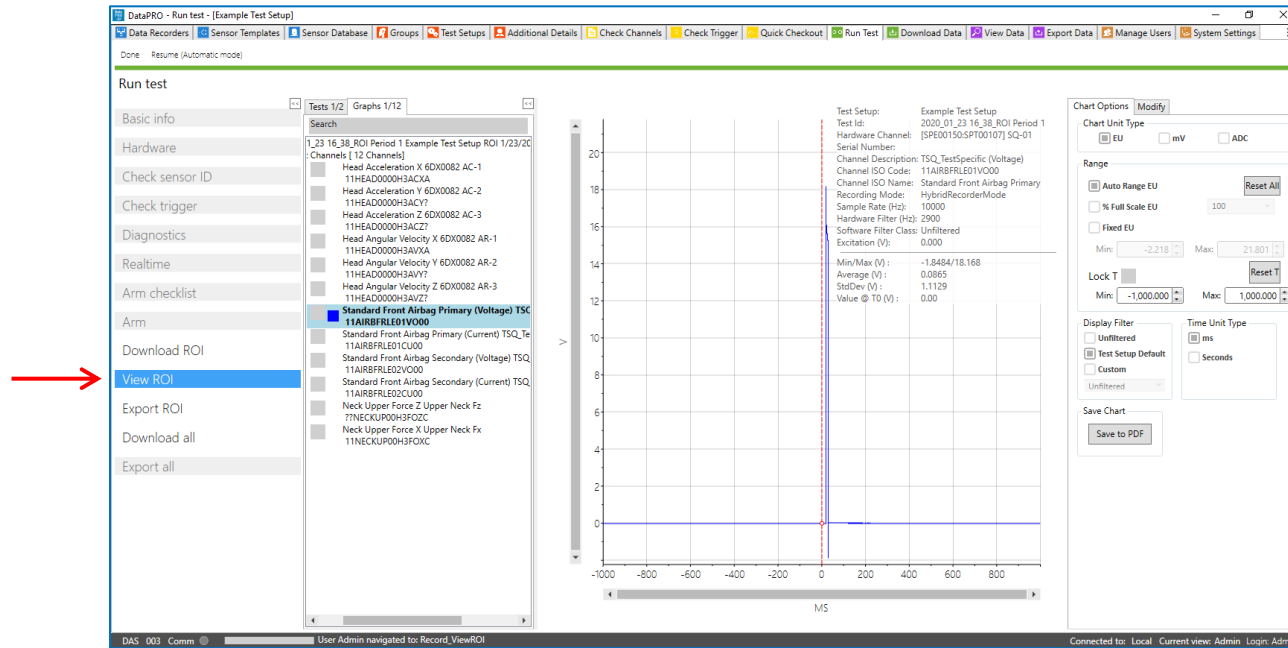 DataPRO - Run test - [Example Test Setup]
Data Recorders Sensor Templates Sensor Database Groups Test Setups Additional Details Check Channels Check Trigger Quick Checkout Run Test Download Data View Data Export Data Manage Users System Settings
Done Resume (Automatic mode)
Run test
Basic info
Hardware
Check sensor ID
Check trigger
Diagnostics
Realtime
Arm checklist
Arm
Download ROI
View ROI
Export ROI
Download all
Export all
<<
Tests 1/2 Graphs 1/12
<<
Search
1_23 16_38_ROI Period 1 Example Test Setup ROI 1/23/20
: Channels [ 12 Channels]
Head Acceleration X 6DX0082 AC-1
11HEAD0000H3ACXA
Head Acceleration Y 6DX0082 AC-2
11HEAD0000H3ACY?
Head Acceleration Z 6DX0082 AC-3
11HEAD0000H3ACZ?
Head Angular Velocity X 6DX0082 AR-1
11HEAD0000H3AVXA
Head Angular Velocity Y 6DX0082 AR-2
11HEAD0000H3AVY?
Head Angular Velocity Z 6DX0082 AR-3
11HEAD0000H3AVZ?
Standard Front Airbag Primary (Voltage) TSQ
11AIRBFRLE01VO00
Standard Front Airbag Primary (Current) TSQ_Te
11AIRBFRLE01CU00
Standard Front Airbag Secondary (Voltage) TSQ
11AIRBFRLE02VO00
Standard Front Airbag Secondary (Current) TSQ_
11AIRBFRLE02CU00
Neck Upper Force Z Upper Neck Fz
??NECKUP00H3FOZC
Neck Upper Force X Upper Neck Fx
11NECKUP00H3FOXC
Test Setup: Example Test Setup
Test Id: 2020_01_23 16_38_ROI Period 1
Hardware Channel: [SPE00150:SPT00107] SQ-01
Serial Number:
Channel Description: TSQ_TestSpecific (Voltage)
Channel ISO Code: 11AIRBFRLE01VO00
Channel ISO Name: Standard Front Airbag Primary
Recording Mode: HybridRecorderMode
Sample Rate (Hz): 10000
Hardware Filter (Hz): 2900
Software Filter Class: Unfiltered
Excitation (V): 0.000
Min/Max (V) : -1.8484/18.168
Average (V) : 0.0865
StdDev (V) : 1.1129
Value @ T0 (V) : 0.00
20
18
16
14
12
10
8
6
4
2
0
V
-1000 -800 -600 -400 -200 0 200 400 600 800
MS
Chart Options Modify
Chart Unit Type
EU mV ADC
Range
Auto Range EU Reset All
% Full Scale EU 100
Fixed EU
Min: -2.218 Max: 21.801
Lock T Reset T
Min: -1,000.000 Max: 1,000.000
Display Filter
Unfiltered
Test Setup Default
Custom
Unfiltered
Time Unit Type
ms
Seconds
Save Chart
Save to PDF
DAS 003 Comm User Admin navigated to: Record_ViewROI Connected to: Local Current view: Admin Login: Adm